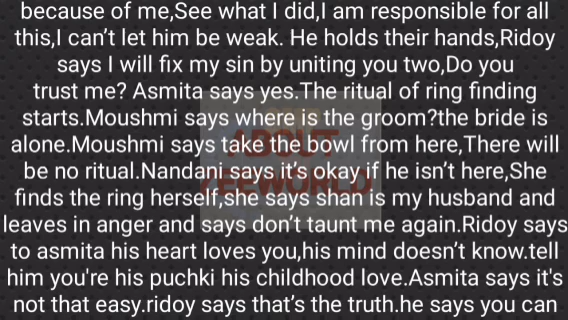 because of me,See what I did,I am responsible for all
this,I can’t let him be weak. He holds their hands,Ridoy
says I will fix my sin by uniting you two,Do you
trust me? Asmita says yes.The ritual of ring finding
starts.Moushmi says where is the groom?the bride is
alone.Moushmi says take the bowl from here,There will
be no ritual.Nandani says it’s okay if he isn’t here,She
finds the ring herself,she says shan is my husband and
leaves in anger and says don’t taunt me again.Ridoy says
to asmita his heart loves you,his mind doesn’t know.tell
him you're his puchki his childhood love.Asmita says it's
not that easy.ridoy says that’s the truth.he says you can
ABOUT
ZEEWORLD